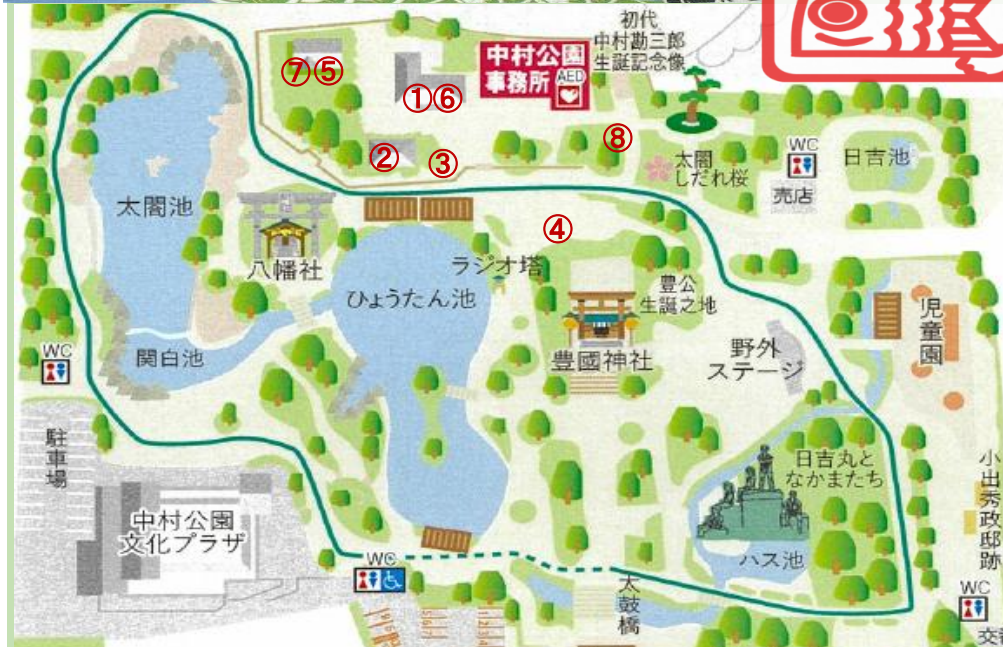 初代
中村勘三郎
生誕記念像
中村公園
事務所
AED
⑦⑤
①⑥
②
③
⑧
④
太閤
しだれ桜
WC
売店
日吉池
太閤池
八幡社
ラジオ塔
ひょうたん池
豊公
生誕之地
豊國神社
野外
ステージ
児童園
関白池
WC
駐車場
中村公園
文化プラザ
日吉丸と
なかまたち
ハス池
小出秀政邸跡
WC
太鼓橋
WC